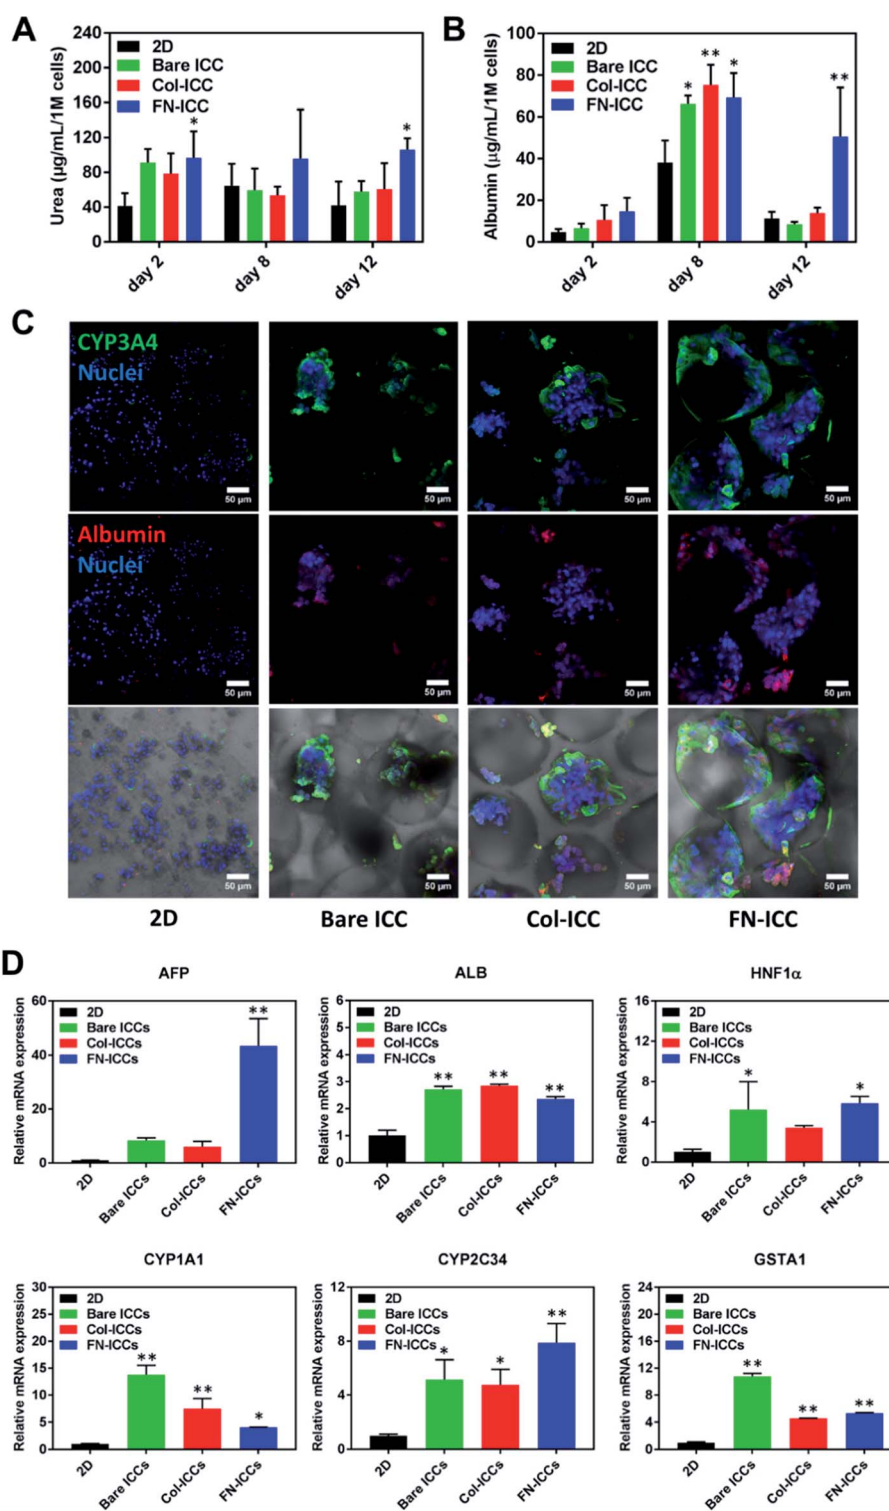 A
Urea (µg/mL/1M cells)
240
200
160
120
80
40
0
2D
Bare ICC
Col-ICC
FN-ICC
*
*
day 2
day 8
day 12
B
Albumin (µg/mL/1M cells)
100
80
60
40
20
0
2D
Bare ICC
Col-ICC
FN-ICC
*
**
*
**
day 2
day 8
day 12
C
CYP3A4
Nuclei
50 µm
50 µm
50 µm
50 µm
Albumin
Nuclei
50 µm
50 µm
50 µm
50 µm
50 µm
50 µm
50 µm
50 µm
2D
Bare ICC
Col-ICC
FN-ICC
D
AFP
Relative mRNA expression
60
40
20
0
2D
Bare ICCs
Col-ICCs
FN-ICCs
**
2D
Bare ICCs
Col-ICCs
FN-ICCs
ALB
Relative mRNA expression
6
5
4
3
2
1
0
2D
Bare ICCs
Col-ICCs
FN-ICCs
**
**
**
2D
Bare ICCs
Col-ICCs
FN-ICCs
HNF1α
Relative mRNA expression
16
12
8
4
0
2D
Bare ICCs
Col-ICCs
FN-ICCs
*
*
2D
Bare ICCs
Col-ICCs
FN-ICCs
CYP1A1
Relative mRNA expression
30
25
20
15
10
5
0
2D
Bare ICCs
Col-ICCs
FN-ICCs
**
**
*
2D
Bare ICCs
Col-ICCs
FN-ICCs
CYP2C34
Relative mRNA expression
12
8
4
0
2D
Bare ICCs
Col-ICCs
FN-ICCs
*
*
**
2D
Bare ICCs
Col-ICCs
FN-ICCs
GSTA1
Relative mRNA expression
24
20
16
12
8
4
0
2D
Bare ICCs
Col-ICCs
FN-ICCs
**
**
**
2D
Bare ICCs
Col-ICCs
FN-ICCs